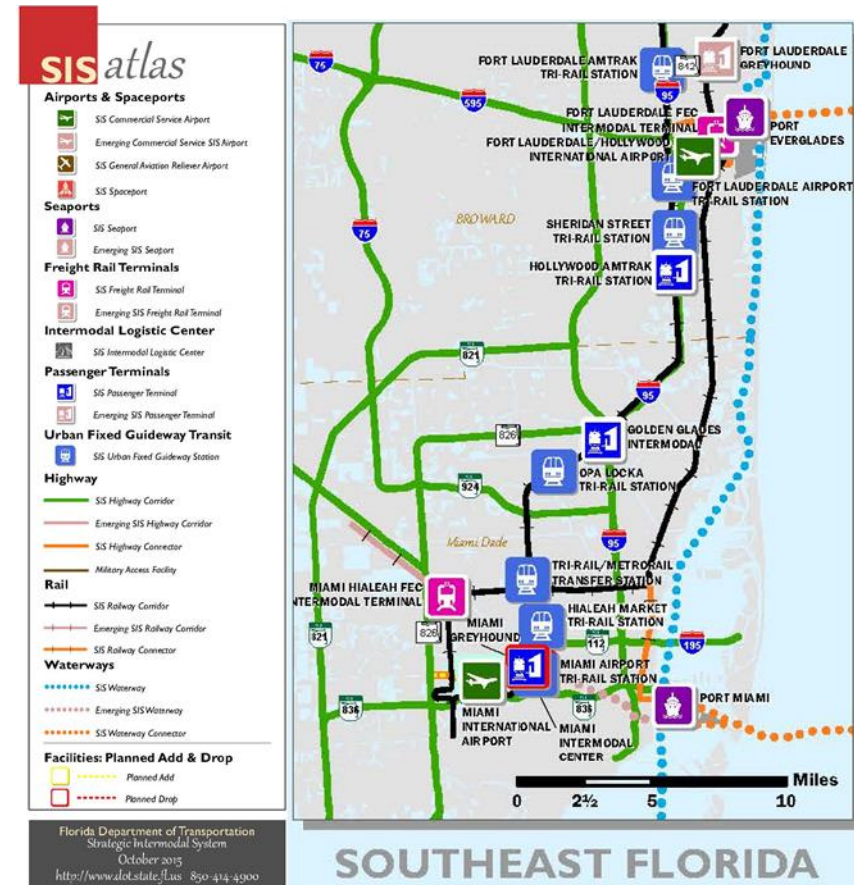 SIS atlas
Airports & Spaceports
SIS Commercial Service Airport
Emerging Commercial Service SIS Airport
SIS General Aviation Reliever Airport
SIS Spaceport
Seaports
SIS Seaport
Emerging SIS Seaport
Freight Rail Terminals
SIS Freight Rail Terminal
Emerging SIS Freight Rail Terminal
Intermodal Logistic Center
SIS Intermodal Logistic Center
Passenger Terminals
SIS Passenger Terminal
Emerging SIS Passenger Terminal
Urban Fixed Guideway Transit
SIS Urban Fixed Guideway Station
Highway
SIS Highway Corridor
Emerging SIS Highway Corridor
SIS Highway Connector
Military Access Facility
Rail
SIS Railway Corridor
Emerging SIS Railway Corridor
SIS Railway Connector
Waterways
SIS Waterway
Emerging SIS Waterway
SIS Waterway Connector
Facilities: Planned Add & Drop
Planned Add
Planned Drop
Florida Department of Transportation
Strategic Intermodal System
October 2015
http://www.dot.state.fl.us 850-414-4900
75
FORT LAUDERDALE AMTRAK
TRI-RAIL STATION
842
FORT LAUDERDALE
GREYHOUND
95
595
FORT LAUDERDALE FEC
INTERMODAL TERMINAL
PORT
EVERGLADES
FORT LAUDERDALE/HOLLYWOOD
INTERNATIONAL AIRPORT
FORT LAUDERDALE AIRPORT
TRI-RAIL STATION
BROWARD
75
SHERIDAN STREET
TRI-RAIL STATION
HOLLYWOOD AMTRAK
TRI-RAIL STATION
821
95
826
GOLDEN GLADES
INTERMODAL
OPA LOCKA
TRI-RAIL STATION
924
Miami Dade
95
TRI-RAIL/METRORAIL
TRANSFER STATION
MIAMI HIALEAH FEC
NTERMODAL TERMINAL
HIALEAH MARKET
TRI-RAIL STATION
MIAMI
GREYHOUND
821
826
112
195
MIAMI AIRPORT
TRI-RAIL STATION
836
836
PORT MIAMI
MIAMI
INTERNATIONAL
AIRPORT
MIAMI
INTERMODAL
CENTER
Miles
0 2½ 5 10
SOUTHEAST FLORIDA